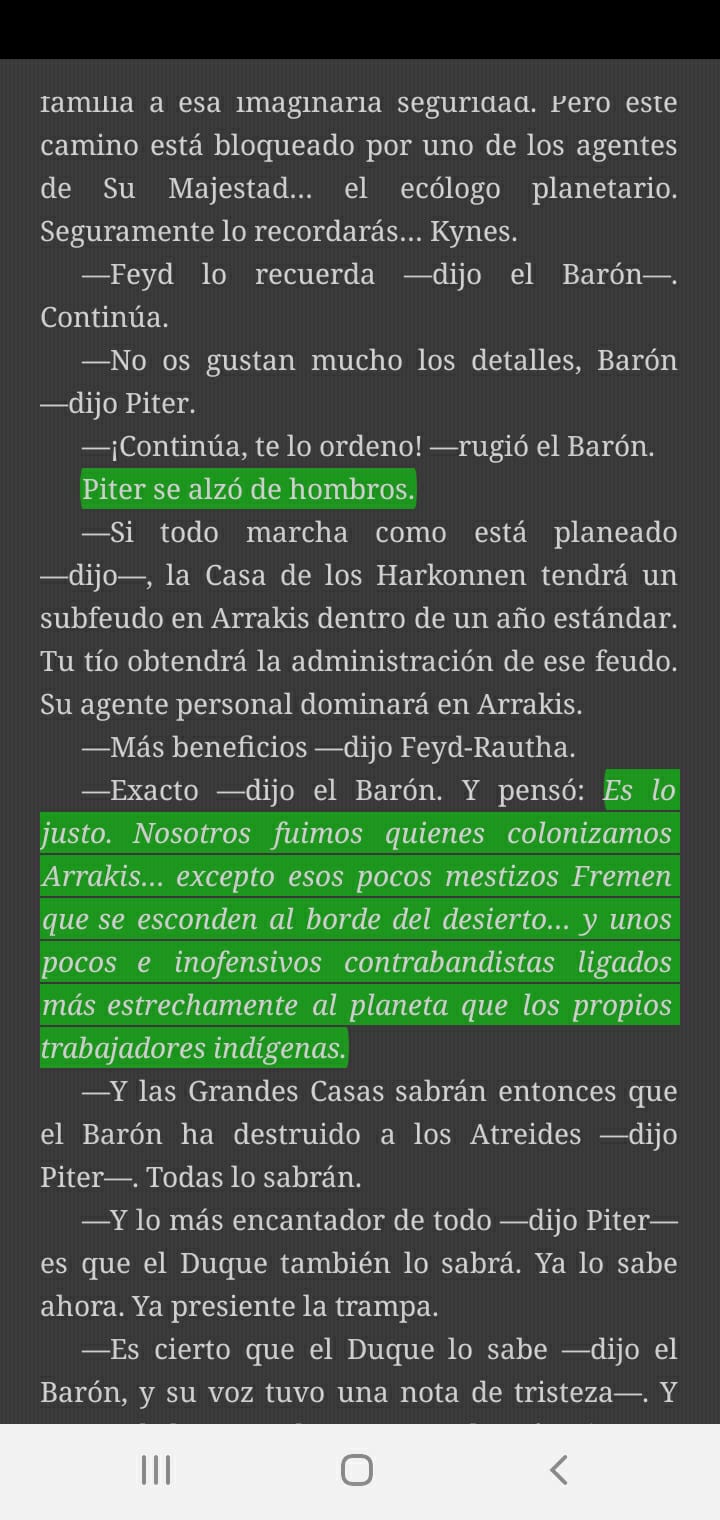 familia a esa imaginaria seguridad. Pero este
camino está bloqueado por uno de los agentes
de Su Majestad... el ecólogo planetario.
Seguramente lo recordarás... Kynes.
—Feyd lo recuerda —dijo el Barón—.
Continúa.
—No os gustan mucho los detalles, Barón
—dijo Piter.
—¡Continúa, te lo ordeno! —rugió el Barón.
Piter se alzó de hombros.
—Si todo marcha como está planeado
—dijo—, la Casa de los Harkonnen tendrá un
subfeudo en Arrakis dentro de un año estándar.
Tu tío obtendrá la administración de ese feudo.
Su agente personal dominará en Arrakis.
—Más beneficios —dijo Feyd-Rautha.
—Exacto —dijo el Barón. Y pensó: Es lo
justo. Nosotros fuimos quienes colonizamos
Arrakis... excepto esos pocos mestizos Fremen
que se esconden al borde del desierto... y unos
pocos e inofensivos contrabandistas ligados
más estrechamente al planeta que los propios
trabajadores indígenas.
—Y las Grandes Casas sabrán entonces que
el Barón ha destruido a los Atreides —dijo
Piter—. Todas lo sabrán.
—Y lo más encantador de todo —dijo Piter—
es que el Duque también lo sabrá. Ya lo sabe
ahora. Ya presiente la trampa.
—Es cierto que el Duque lo sabe —dijo el
Barón, y su voz tuvo una nota de tristeza—. Y